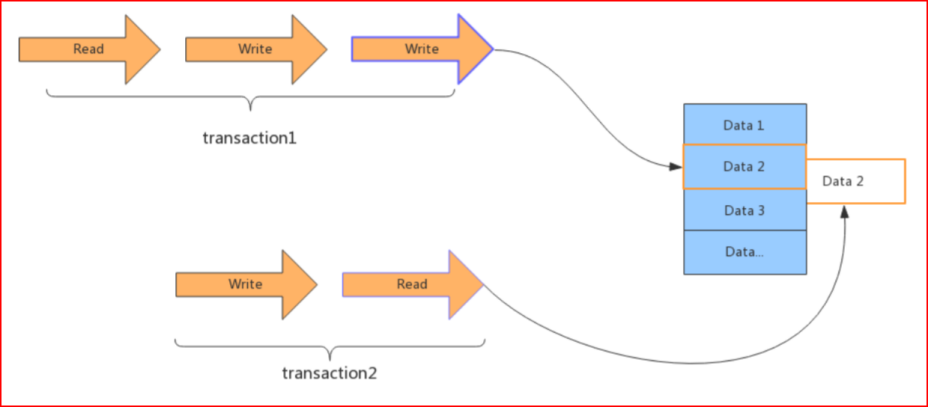 Read
Write
Write
transaction1
Data 1
Data 2
Data 2
Data 3
Data...
Write
Read
transaction2